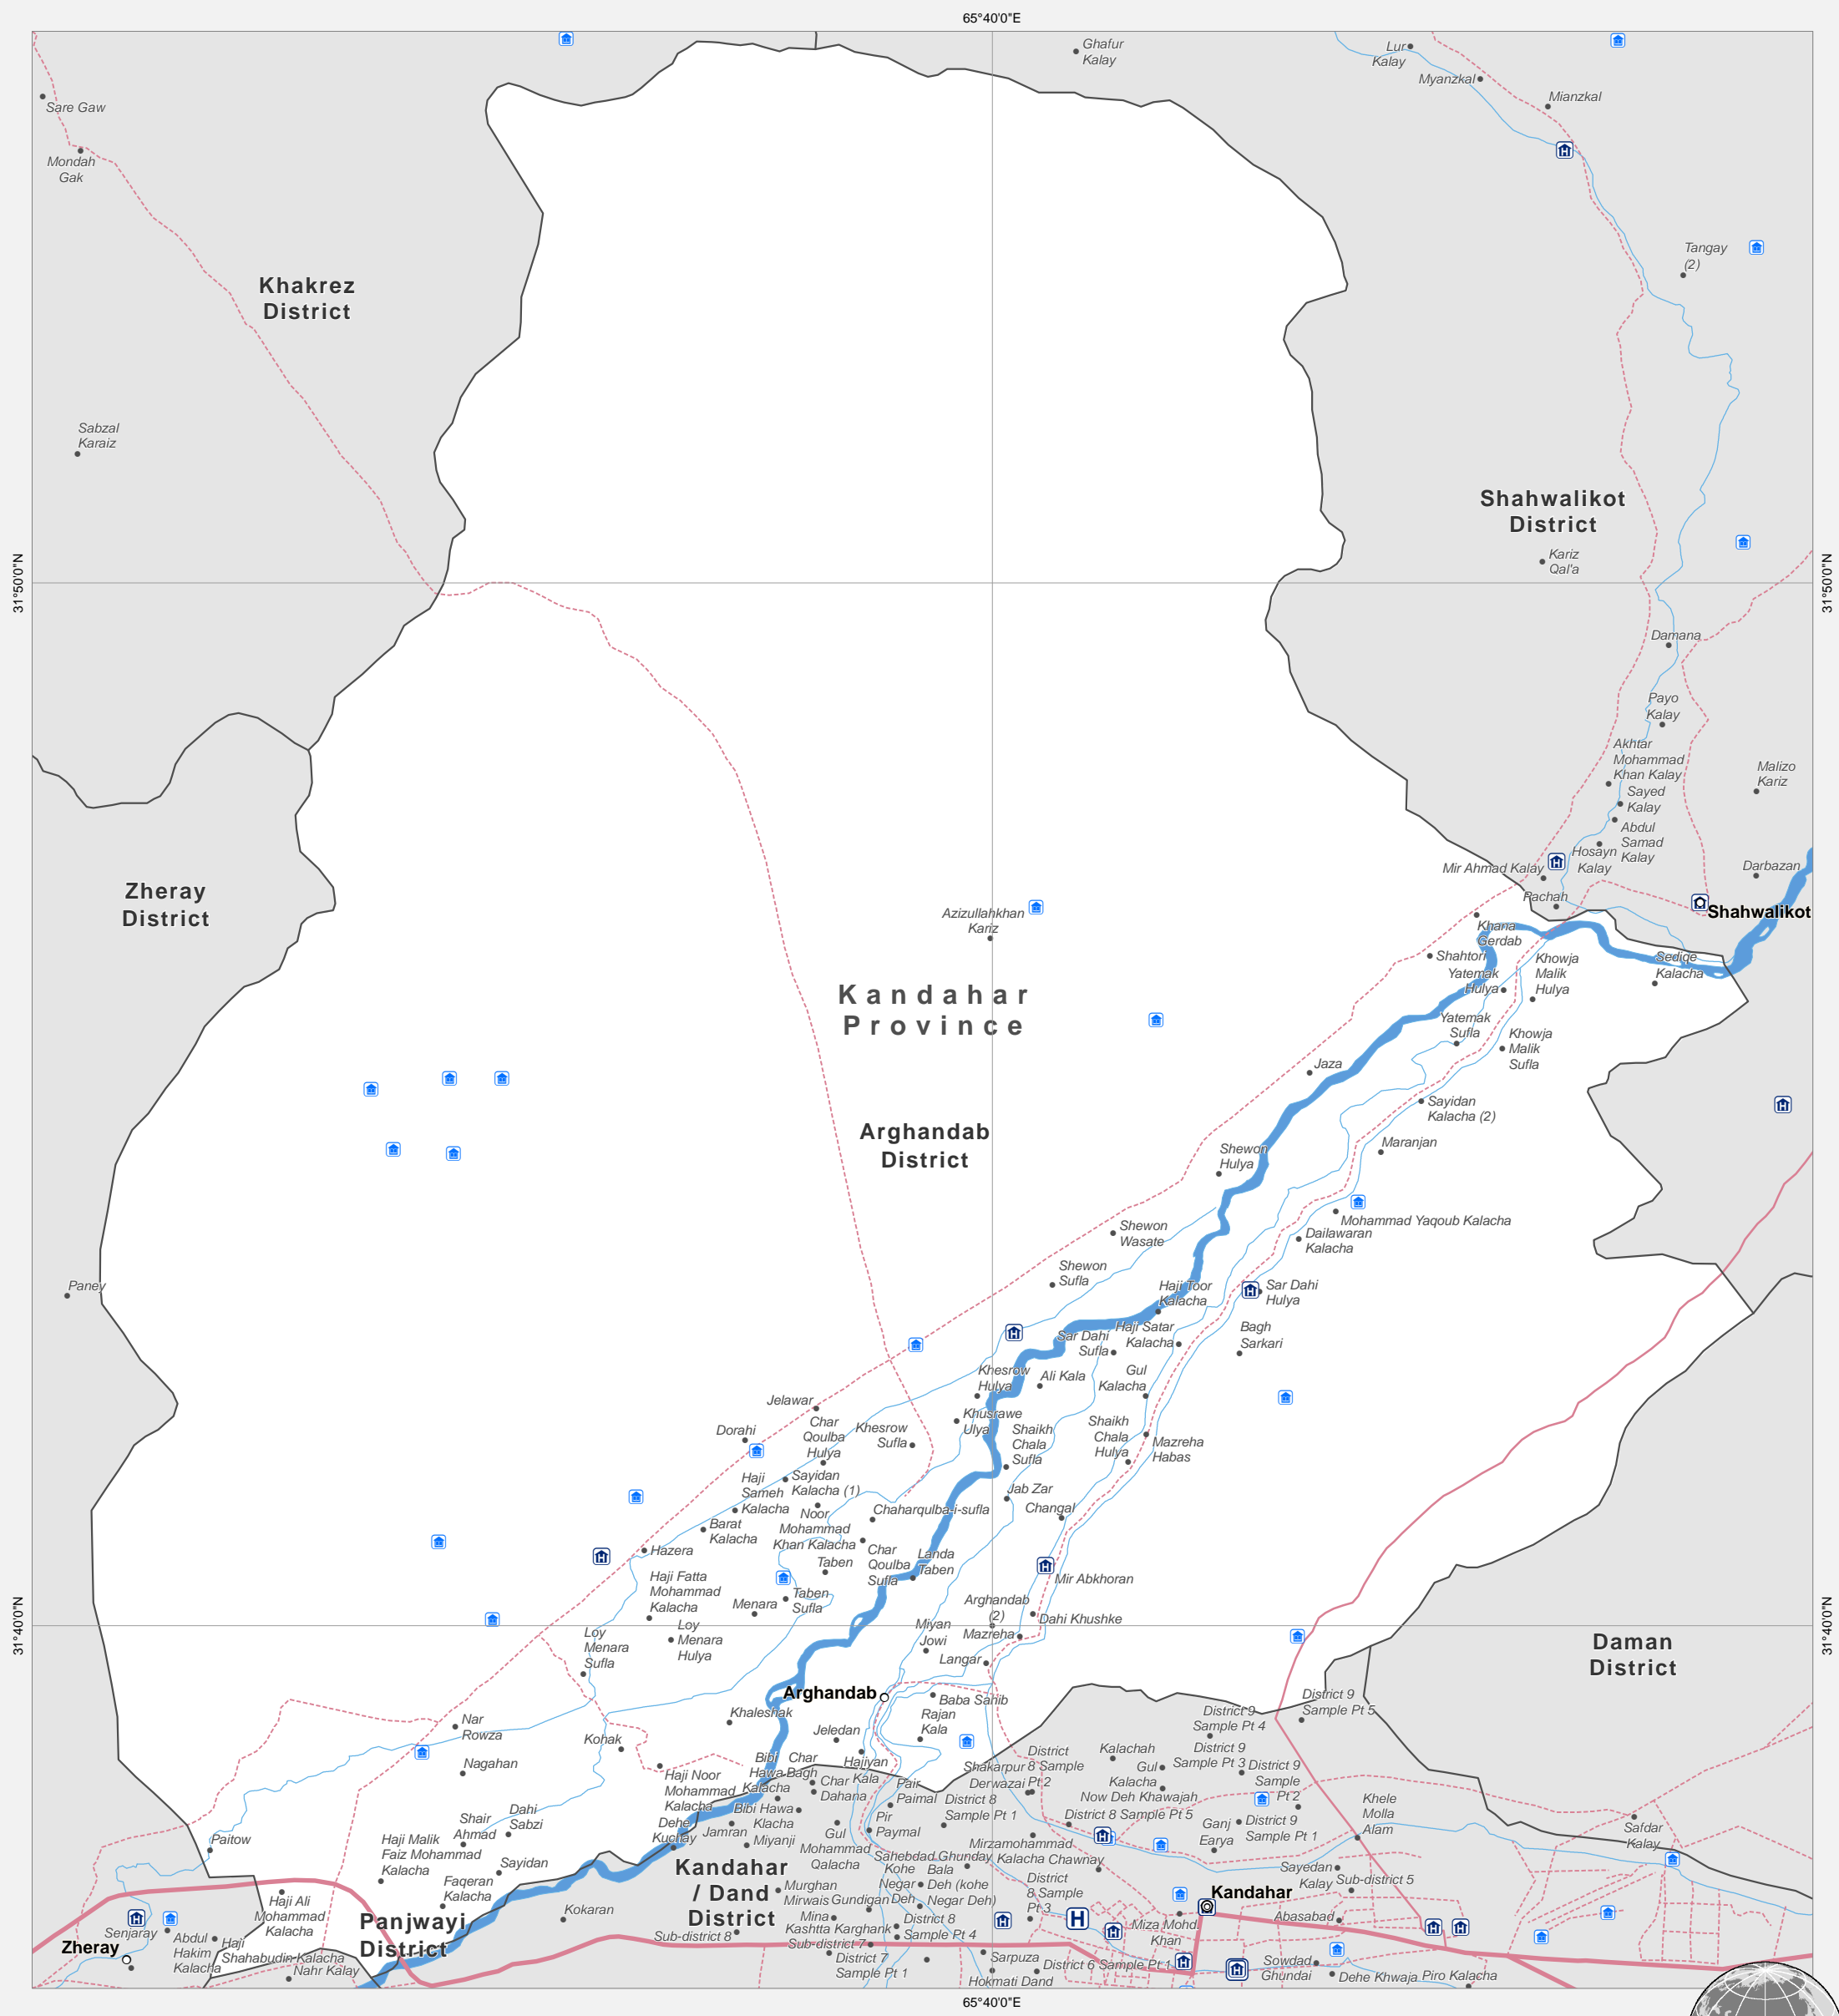 65°40'0"E
Ghafur
Kalay
Lur
Kalay
Myanzkal
Mianzkal
Sare Gaw
Mondah
Gak
Tangay
(2)
Khakrez
District
Sabzal
Karaiz
Shahwalikot
District
Kariz
Qal'a
31°50'0"N
31°50'0"N
Damana
Payo
Kalay
Akhtar
Mohammad
Khan Kalay
Malizo
Kariz
Sayed
Kalay
Abdul
Samad
Kalay
Hosayn
Kalay
Mir Ahmad Kalay
Darbazan
Zheray
District
Pachah
Shahwalikot
Azizullahkhan
Kariz
Khana
Gerdab
Shahtori
Yatemak
Hulya
Khowja
Malik
Hulya
Sediqe
Kalacha
Kandahar
Province
Yatemak
Sufla
Khowja
Malik
Sufla
Jaza
Sayidan
Kalacha (2)
Arghandab
District
Maranjan
Shewon
Hulya
Mohammad Yaqoub Kalacha
Shewon
Wasate
Dailawaran
Kalacha
Shewon
Sufla
Paney
Haji Toor
Kalacha
Sar Dahi
Hulya
Haji Satar
Kalacha
Sar Dahi
Sufla
Bagh
Sarkari
Khesrow
Hulya
Ali Kala
Gul
Kalacha
Jelawar
Khusrawe
Ulya
Char
Qoulba
Hulya
Khesrow
Sufla
Dorahi
Shaikh
Chala
Sufla
Shaikh
Chala
Hulya
Mazreha
Habas
Haji
Sameh
Kalacha
Sayidan
Kalacha (1)
Jab Zar
Changal
Chaharqulba-i-sufla
Noor
Mohammad
Khan Kalacha
Barat
Kalacha
Hazera
Char
Qoulba
Sufla
Landa
Taben
Taben
Mir Abkhoran
Haji Fatta
Mohammad
Kalacha
Menara
Taben
Sufla
Arghandab
(2)
Dahi Khushke
Mazreha
Miyan
Jowi
Langar
Loy
Menara
Hulya
Loy
Menara
Sufla
31°40'0"N
31°40'0"N
Daman
District
Arghandab
Baba Sahib
Khaleshak
Jeledan
Rajan
Kala
Nar
Rowza
Kohak
Nagahan
Hajiyan
Kala
District 9
Sample Pt 5
District 9
Sample Pt 4
District 9
Sample Pt 3
District 9
Sample
Pt 2
Kalachah
Gul
Kalacha
Now Deh Khawajah
District
8 Sample
Pt 2
Shakarpur
Derwazai
Haji Noor
Mohammad
Kalacha
Bibi
Hawa
Kalacha
Char
Bagh
Char
Dahana
Pair
Paimal
District 8
Sample Pt 1
District 8 Sample Pt 5
Khele
Molla
Alam
Bibi Hawa
Klacha
Pir
Paymal
Ganj
Earya
District 9
Sample Pt 1
Safdar
Kalay
Shair
Ahmad
Dahi
Sabzi
Dehe
Kuchay
Jamran
Miyanji
Gul
Mohammad
Qalacha
Mirzamohammad
Kalacha
Chawnay
Sahebdad Ghunday
Paitow
Haji Malik
Faiz Mohammad
Kalacha
Sayidan
Kandahar
/ Dand
District
Kohe
Negar
Deh
Bala
Deh (kohe
Negar Deh)
District
8 Sample
Pt 3
Sayedan
Kalay
Sub-district 5
Faqeran
Kalacha
Murghan
Mirwais
Mina
Gundigan
Kandahar
Haji Ali
Mohammad
Kalacha
Panjwayi
District
Kokaran
Sub-district 8
Kashtta
Karghank
District 8
Sample Pt 4
Miza Mohd.
Khan
Abasabad
Senjaray
Zheray
Abdul
Hakim
Kalacha
Haji
Shahabudin Kalacha
Nahr Kalay
Sub-district 7
District 7
Sample Pt 1
Sarpuza
Hokmati Dand
District 6 Sample Pt 1
Sowdad
Ghundai
Dehe Khwaja
Piro Kalacha
65°40'0"E